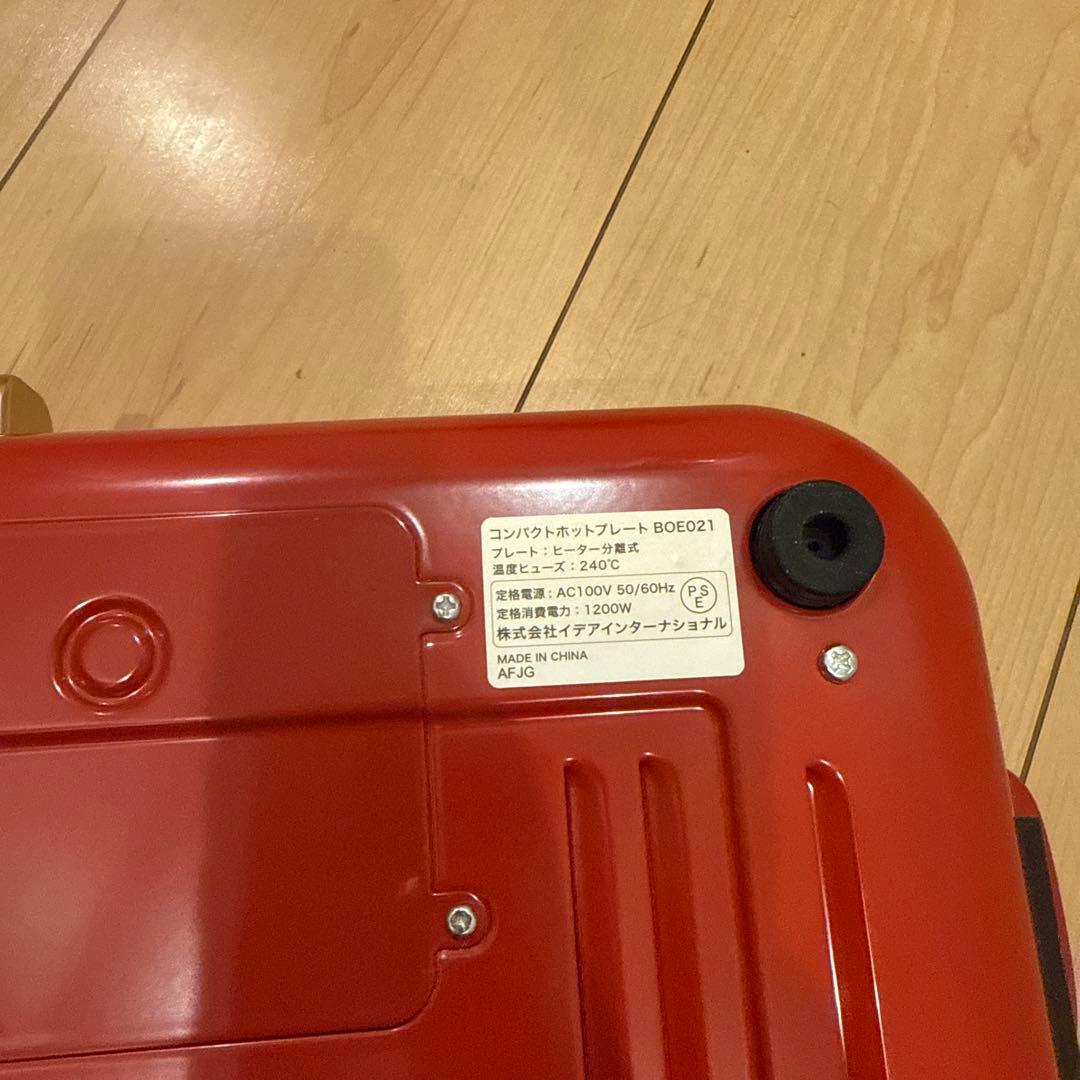 コンパクトホットプレート BOE021
プレート：ヒーター分離式
温度ヒューズ：240℃
定格電源：AC100V 50/60Hz
定格消費電力：1200W
PSE
株式会社イデアインターナショナル
MADE IN CHINA
AFJG